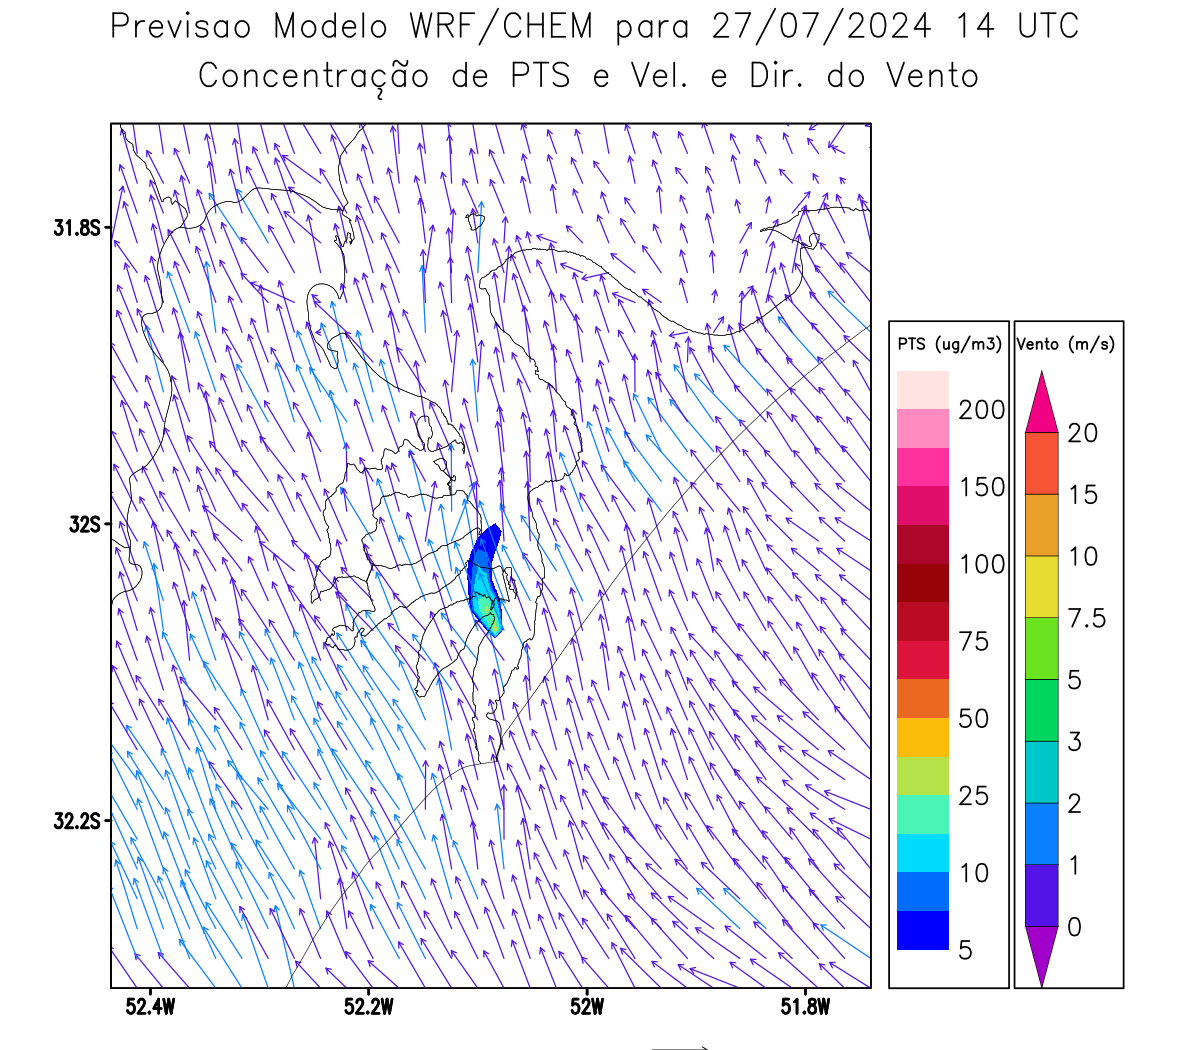 Previsao Modelo WRF/CHEM para 27/07/2024 14 UTC
Concentração de PTS e Vel. e Dir. do Vento
31.8S
32S
32.2S
52.4W
52.2W
52W
51.8W
PTS (ug/m3)
200
150
100
75
50
25
10
5
Vento (m/s)
20
15
10
7.5
5
3
2
1
0